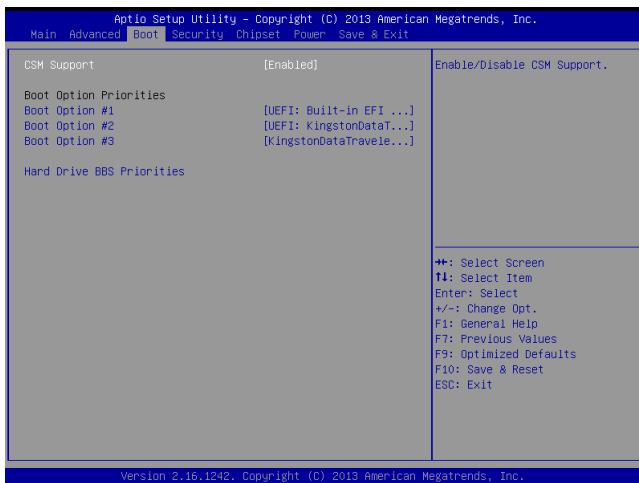 Aptio Setup Utility – Copyright (C) 2013 American Megatrends, Inc.
Main Advanced Boot Security Chipset Power Save & Exit
CSM Support [Enabled]
Boot Option Priorities
Boot Option #1 [UEFI: Built-in EFI ...]
Boot Option #2 [UEFI: KingstonDataT...]
Boot Option #3 [KingstonDataTravele...]
Hard Drive BBS Priorities
Enable/Disable CSM Support.
→←: Select Screen
↑↓: Select Item
Enter: Select
+/-: Change Opt.
F1: General Help
F7: Previous Values
F9: Optimized Defaults
F10: Save & Reset
ESC: Exit
Version 2.16.1242. Copyright (C) 2013 American Megatrends, Inc.